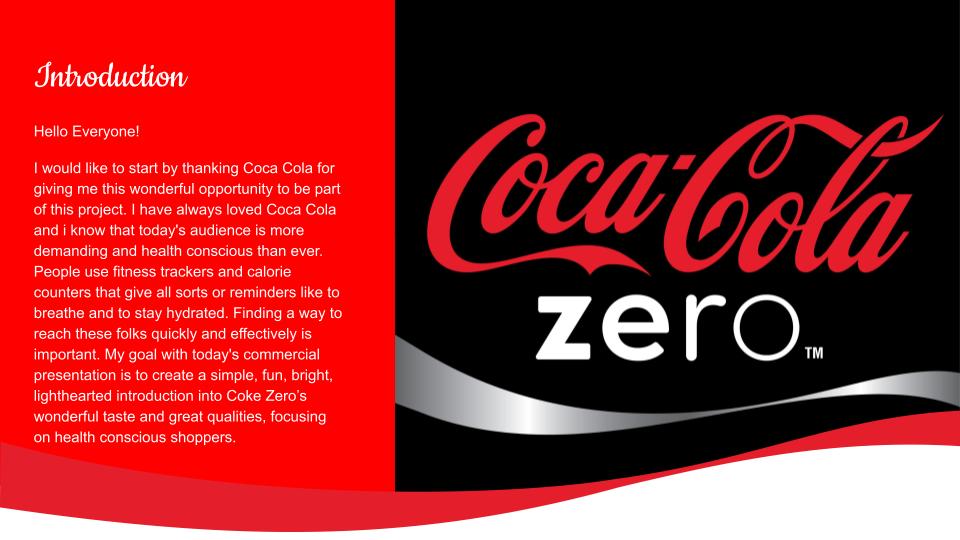 Introduction
Hello Everyone!
I would like to start by thanking Coca Cola for
giving me this wonderful opportunity to be part
of this project. I have always loved Coca Cola
and i know that today's audience is more
demanding and health conscious than ever.
People use fitness trackers and calorie
counters that give all sorts or reminders like to
breathe and to stay hydrated. Finding a way to
reach these folks quickly and effectively is
important. My goal with today's commercial
presentation is to create a simple, fun, bright,
lighthearted introduction into Coke Zero’s
wonderful taste and great qualities, focusing
on health conscious shoppers.
Coca-Cola
zero™